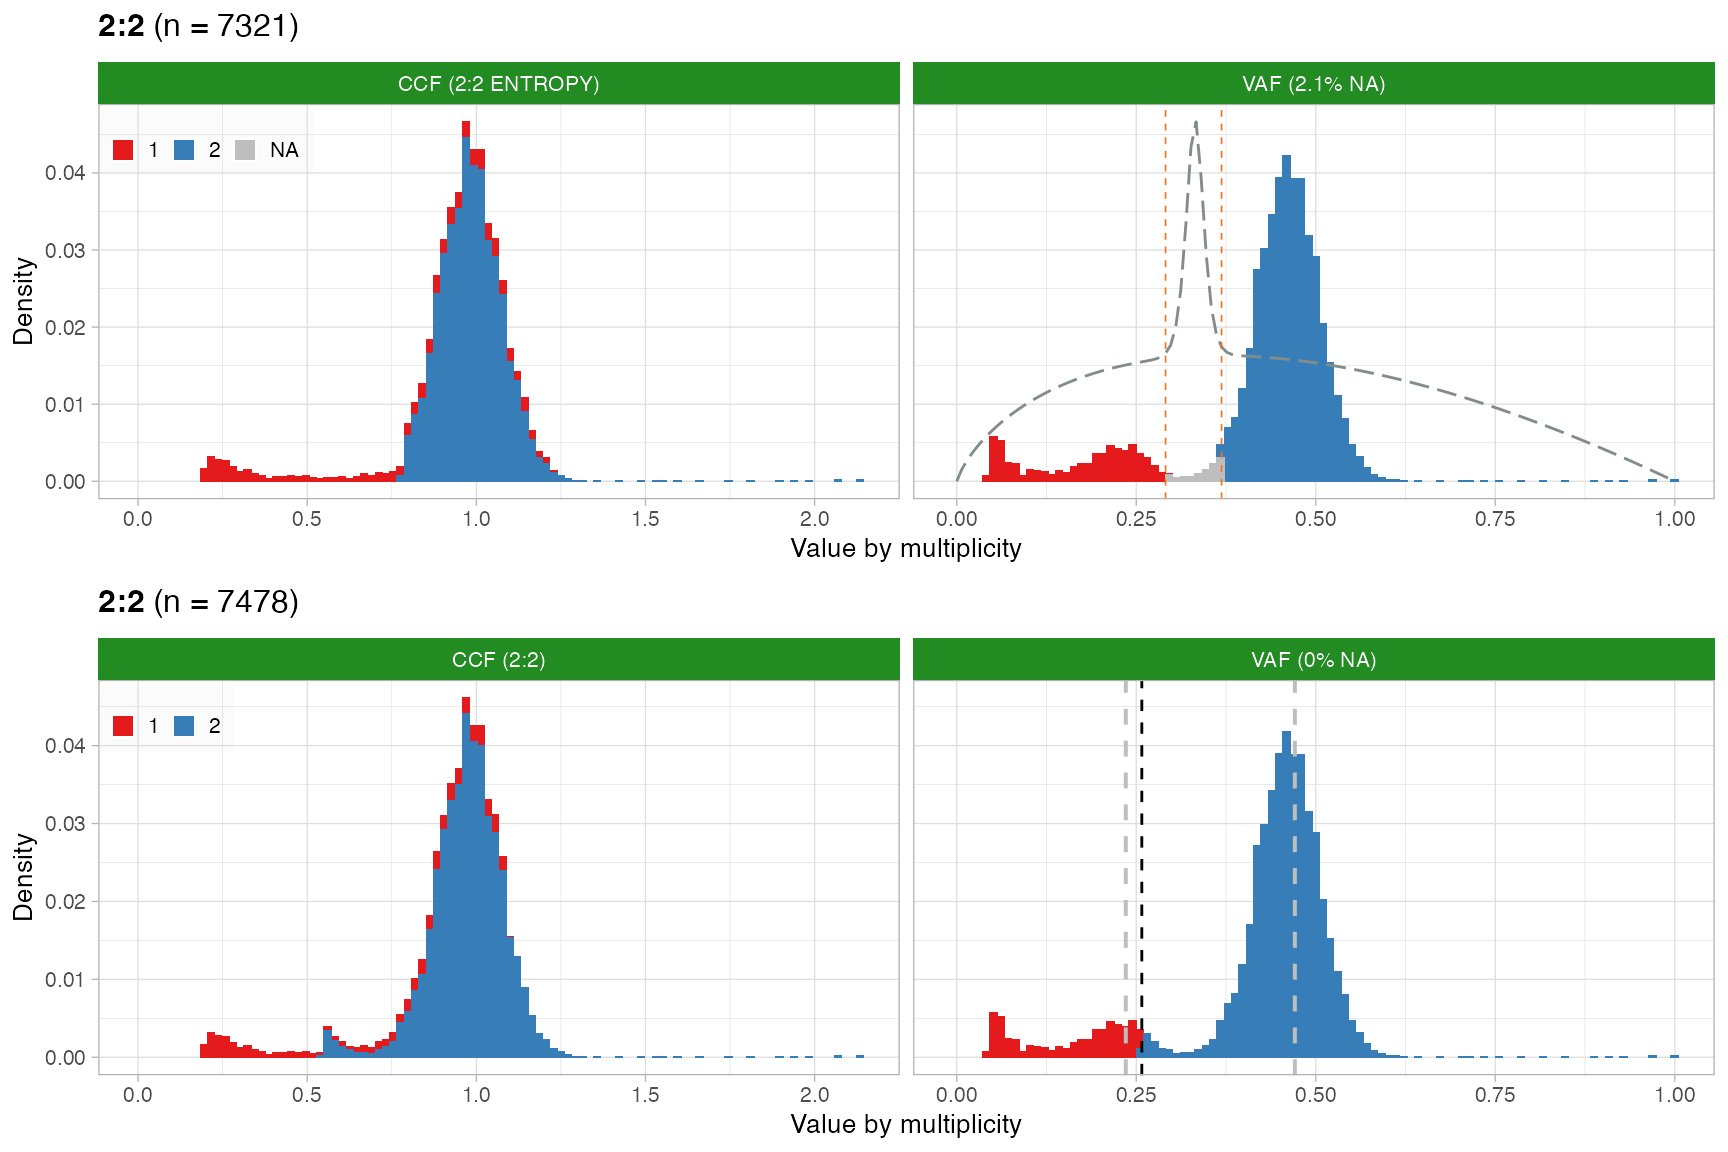 2:2 (n = 7321)
CCF (2:2 ENTROPY)
VAF (2.1% NA)
1 2 NA
Density
0.04
0.03
0.02
0.01
0.00
0.0 0.5 1.0 1.5 2.0
0.00 0.25 0.50 0.75 1.00
Value by multiplicity
2:2 (n = 7478)
CCF (2:2)
VAF (0% NA)
1 2
Density
0.04
0.03
0.02
0.01
0.00
0.0 0.5 1.0 1.5 2.0
0.00 0.25 0.50 0.75 1.00
Value by multiplicity